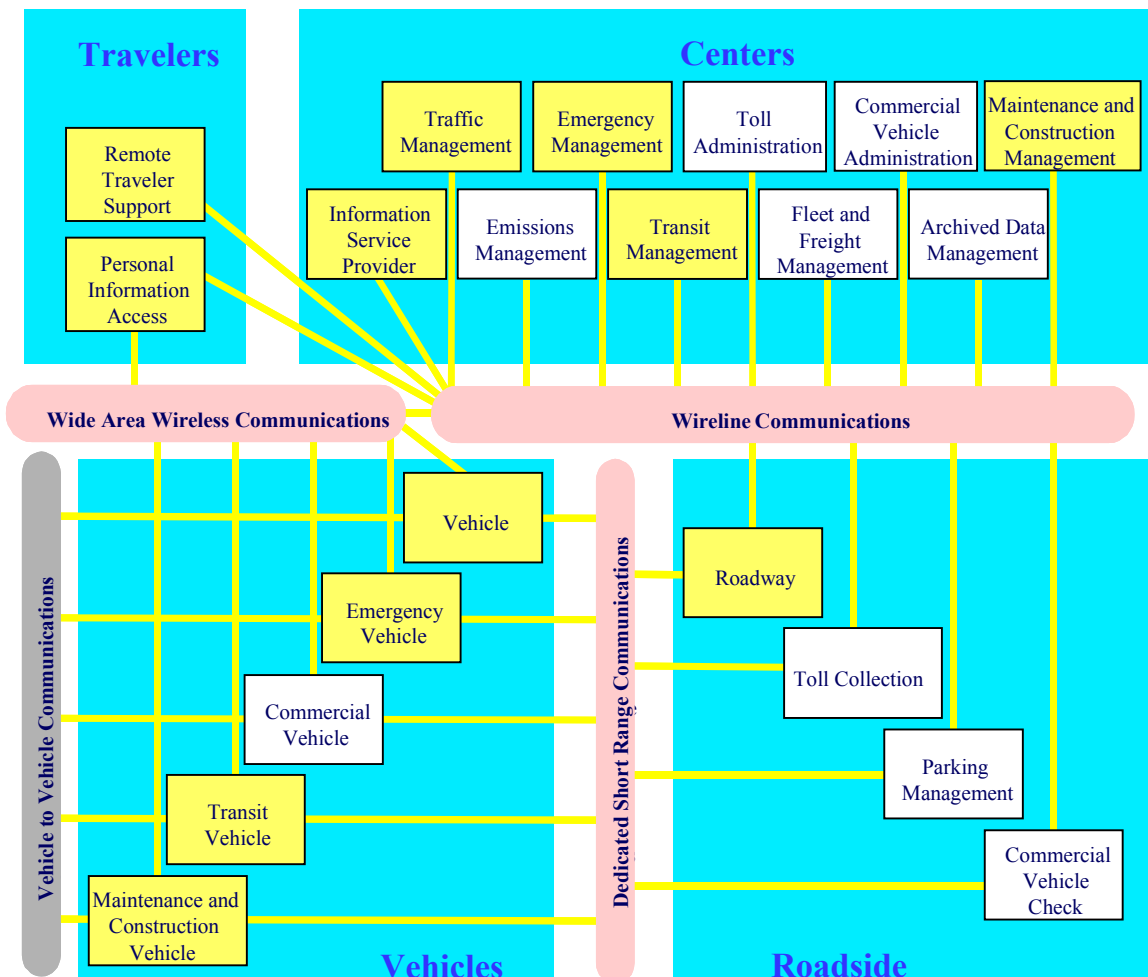 Travelers
Centers
Remote
Traveler
Support
Personal
Information
Access
Traffic
Management
Emergency
Management
Toll
Administration
Commercial
Vehicle
Administration
Maintenance and
Construction
Management
Information
Service
Provider
Emissions
Management
Transit
Management
Fleet and
Freight
Management
Archived Data
Management
Wide Area Wireless Communications
Wireline Communications
Vehicle to Vehicle Communications
Vehicle
Emergency
Vehicle
Commercial
Vehicle
Transit
Vehicle
Maintenance and
Construction
Vehicle
Vehicles
Dedicated Short Range Communications
Roadway
Toll Collection
Parking
Management
Commercial
Vehicle
Check
Roadside